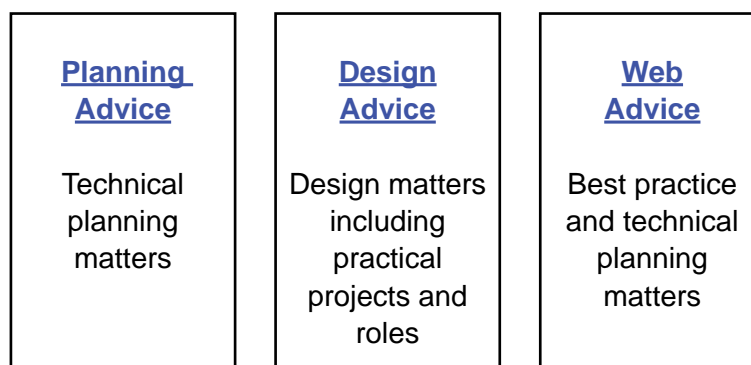 Planning
Advice
Technical
planning
matters
Design
Advice
Design matters
including
practical
projects and
roles
Web
Advice
Best practice
and technical
planning
matters